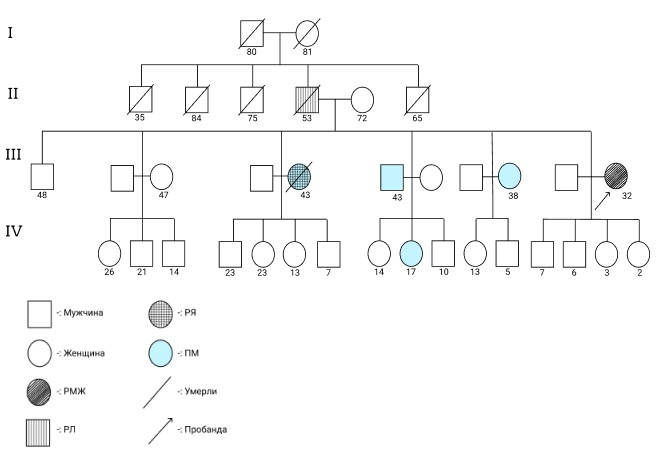 I
80 81
II
35 84 75 53 72 65
III
48 47 43 43 38 32
IV
26 21 14 23 23 13 7 14 17 10 13 5 7 6 3 2
-: Мужчина -: РЯ
-: Женщина -: ПМ
-: РМЖ -: Умерли
-: РЛ -: Пробанда